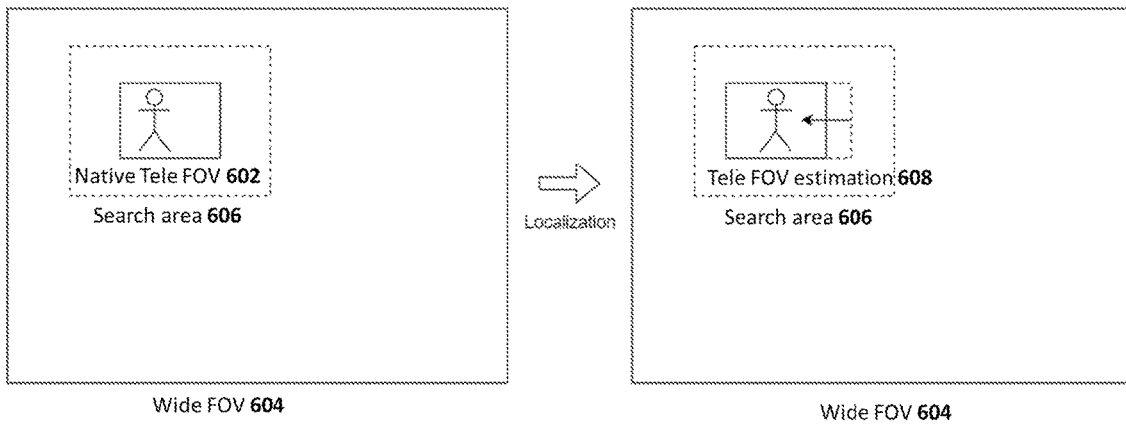 Native Tele FOV 602
Search area 606
Wide FOV 604
Localization
Tele FOV estimation 608
Search area 606
Wide FOV 604